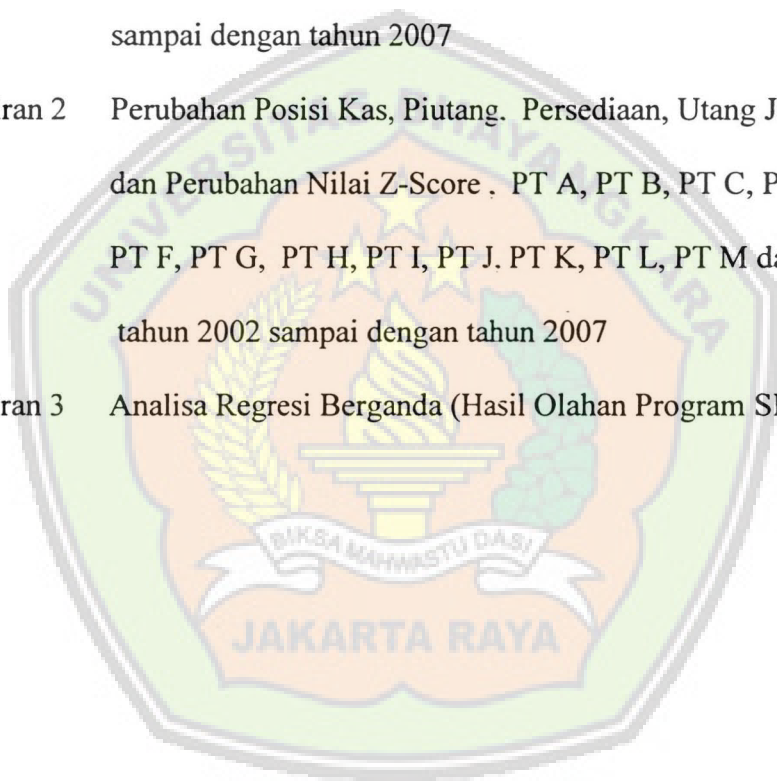 sampai dengan tahun 2007
ran 2 Perubahan Posisi Kas, Piutang. Persediaan, Utang J
dan Perubahan Nilai Z-Score . PT A, PT B, PT C, P
PT F, PT G, PT H, PT I, PT J. PT K, PT L, PT M da
tahun 2002 sampai dengan tahun 2007
ran 3 Analisa Regresi Berganda (Hasil Olahan Program
UNIVERSITAS BHAYANGKARA
BIKSA MAHWASTU DASI
JAKARTA RAYA